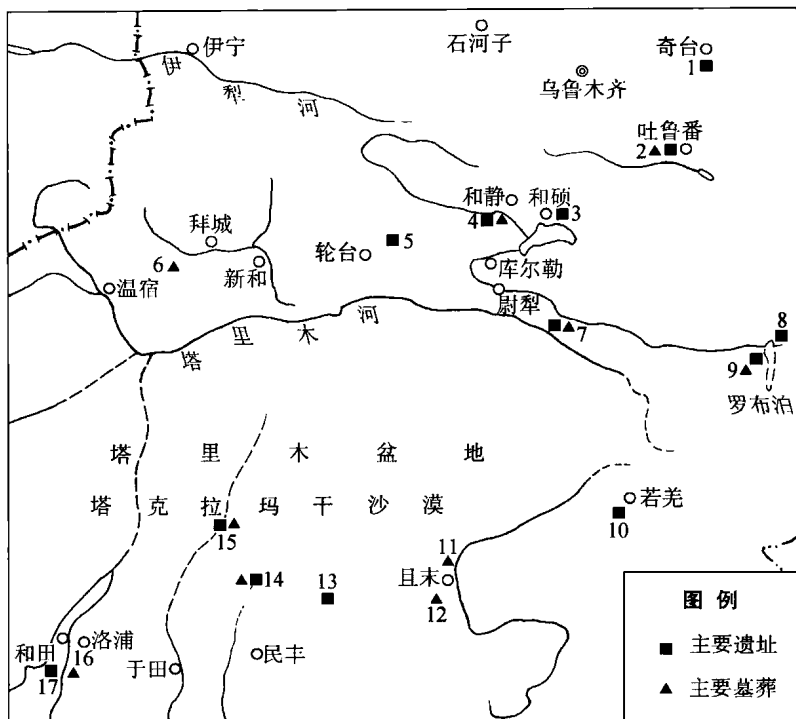 伊宁
石河子
奇台
1
乌鲁木齐
伊犁河
吐鲁番
2
和静
和硕
3
4
拜城
5
轮台
6
新和
库尔勒
温宿
尉犁
7
8
塔里木河
9
罗布泊
塔里木盆地
塔克拉玛干沙漠
若羌
10
15
11
14
13
且末
12
图例
和田
16
洛浦
民丰
于田
17
主要遗址
主要墓葬